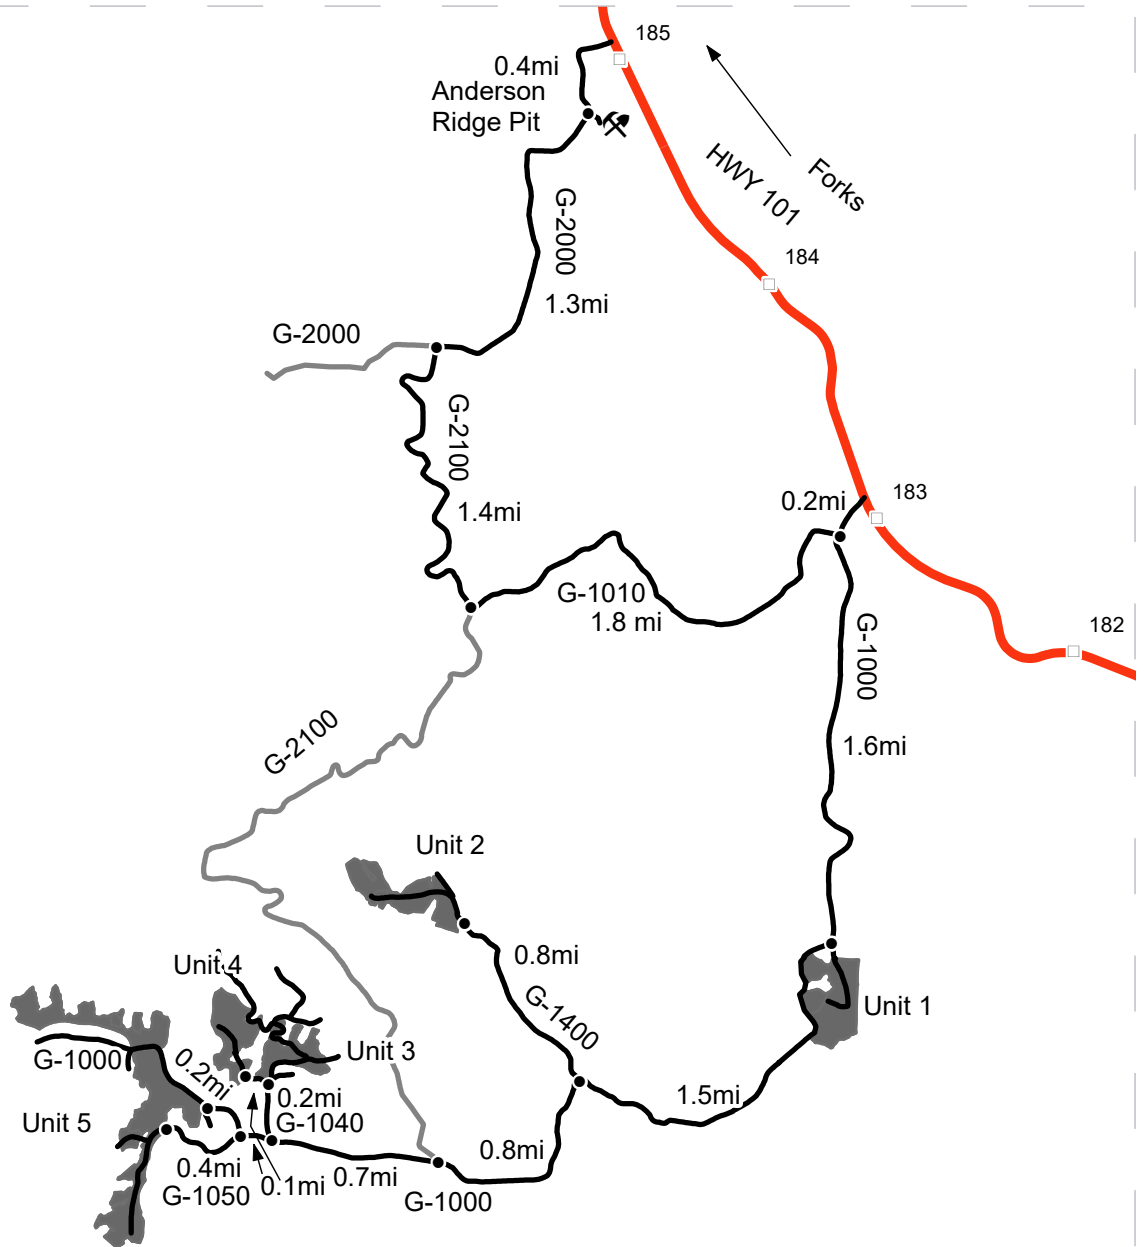 185
0.4mi
Anderson
Ridge Pit
Forks
HWY 101
G-2000
184
1.3mi
G-2000
G-2100
183
0.2mi
1.4mi
G-1010
1.8 mi
G-1000
182
G-2100
1.6mi
Unit 2
0.8mi
Unit 4
G-1400
Unit 1
G-1000
0.2mi
Unit 3
0.2mi
1.5mi
Unit 5
G-1040
0.8mi
0.4mi
0.7mi
0.1mi
G-1050
G-1000